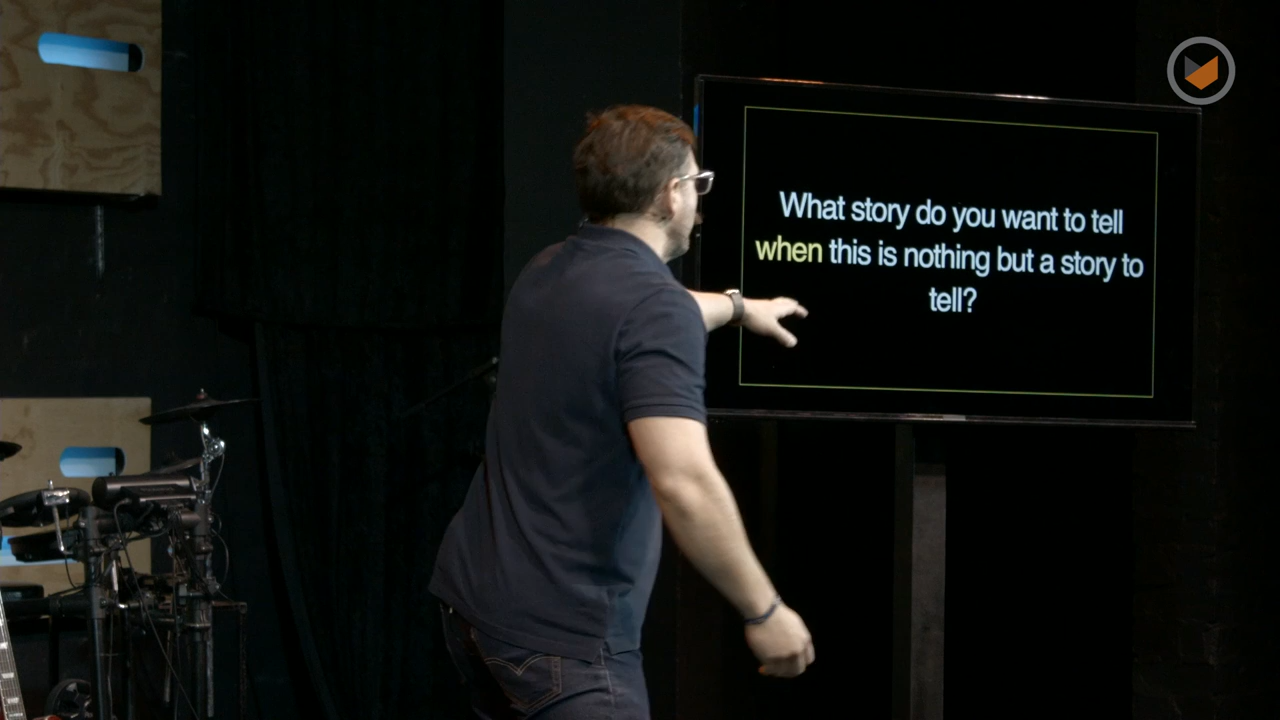 What story do you want to tell
when this is nothing but a story to
tell?